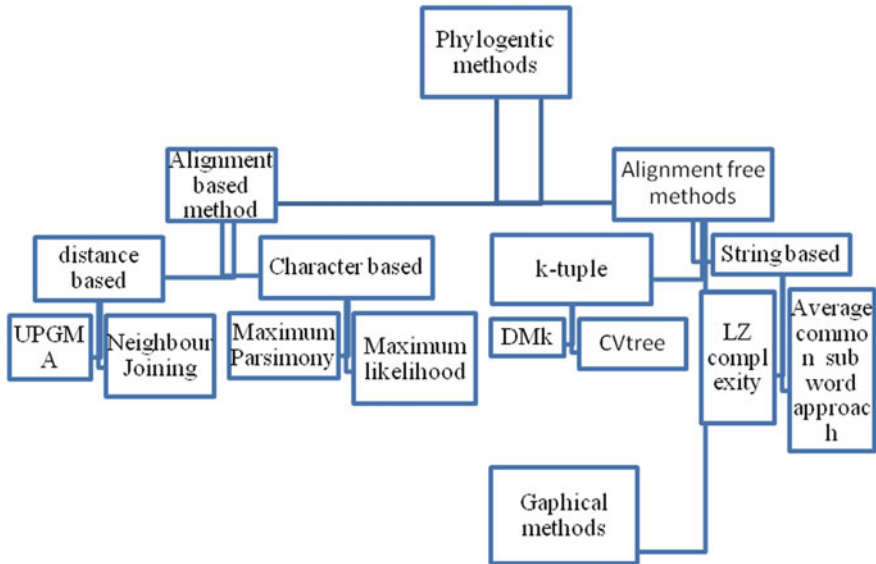 Phylogentic
methods
Alignment
based
method
Alignment free
methods
distance
based
Character based
k-tuple
String based
UPGM
A
Neighbour
Joining
Maximum
Parsimony
Maximum
likelihood
DMk
CVtree
LZ
compl
exity
Average
commo
n sub
word
approac
h
Gaphical
methods